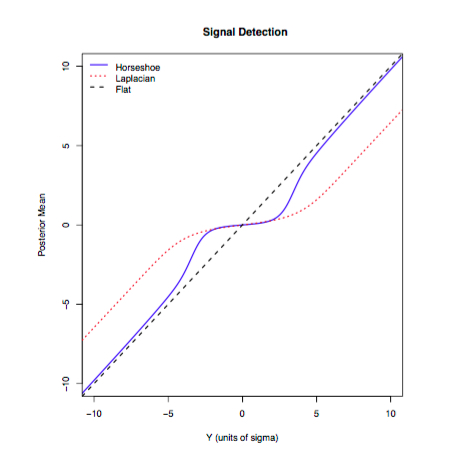 Signal Detection
Horseshoe
Laplacian
Flat
Posterior Mean
10
5
0
−5
−10
−10 −5 0 5 10
Y (units of sigma)